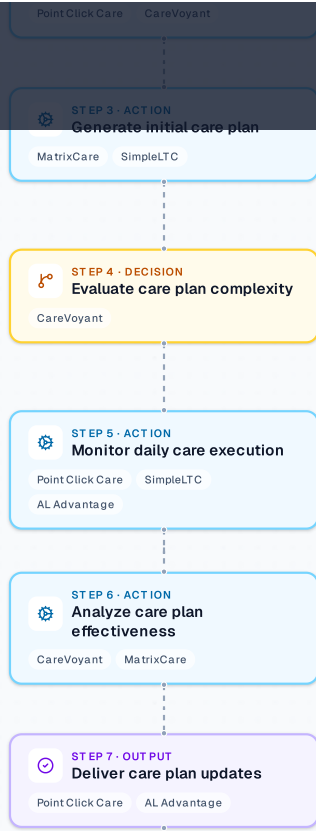 Point Click Care CareVoyant
STEP 3 · ACTION
Generate initial care plan
MatrixCare SimpleLTC
STEP 4 · DECISION
Evaluate care plan complexity
CareVoyant
STEP 5 · ACTION
Monitor daily care execution
Point Click Care SimpleLTC
AL Advantage
STEP 6 · ACTION
Analyze care plan
effectiveness
CareVoyant MatrixCare
STEP 7 · OUTPUT
Deliver care plan updates
Point Click Care AL Advantage